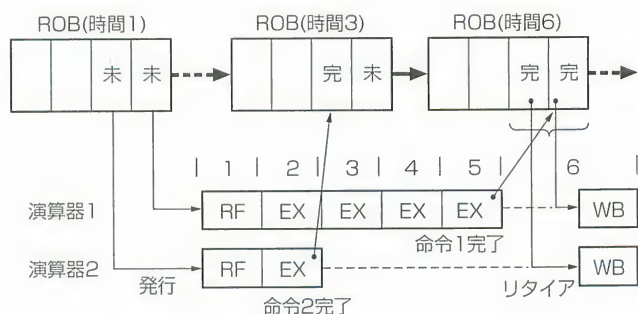 ROB(時間1)
ROB(時間3)
ROB(時間6)
未 未
完 未
完 完
1 2 3 4 5 6
演算器1 RF EX EX EX EX WB
命令1完了
演算器2 RF EX WB
発行 リタイア
命令2完了